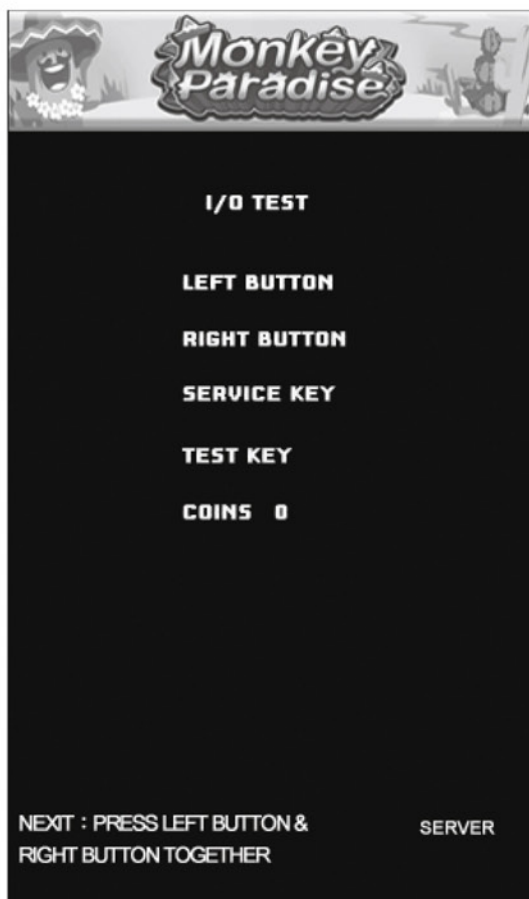 Monkey
Paradise
I/O TEST
LEFT BUTTON
RIGHT BUTTON
SERVICE KEY
TEST KEY
COINS 0
NEXIT : PRESS LEFT BUTTON &
RIGHT BUTTON TOGETHER
SERVER